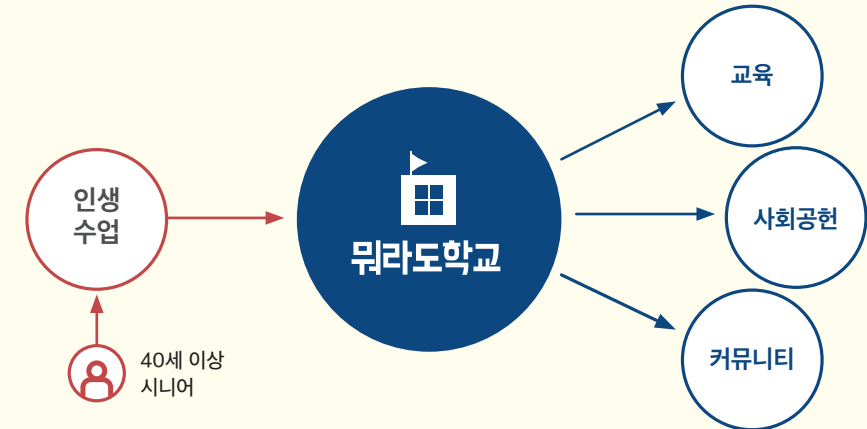 인생
수업
40세 이상
시니어
뭐라도학교
교육
사회공헌
커뮤니티